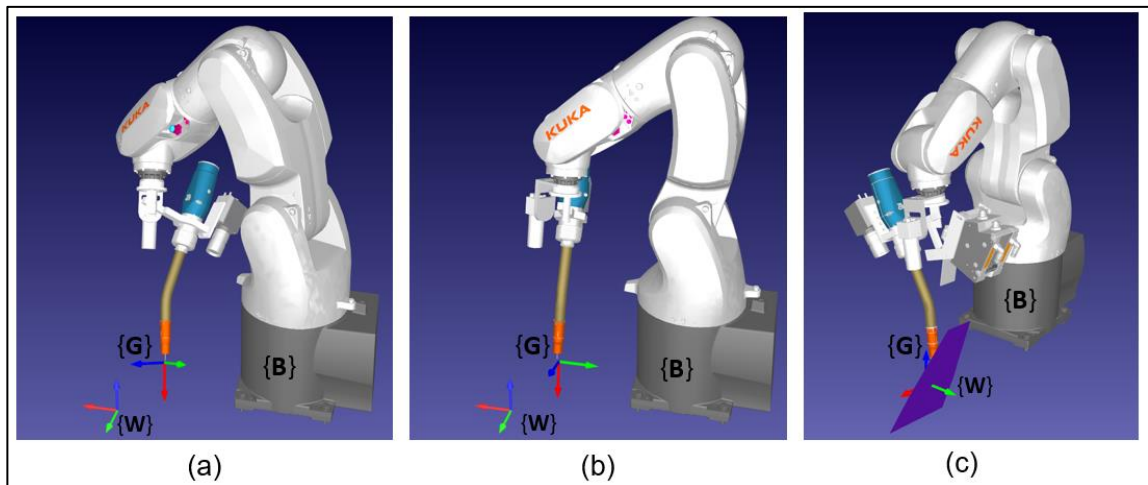 KUKA
{G}
{B}
{W}
(a)
KUKA
{G}
{B}
{W}
(b)
KUKA
{B}
{G}
{W}
(c)